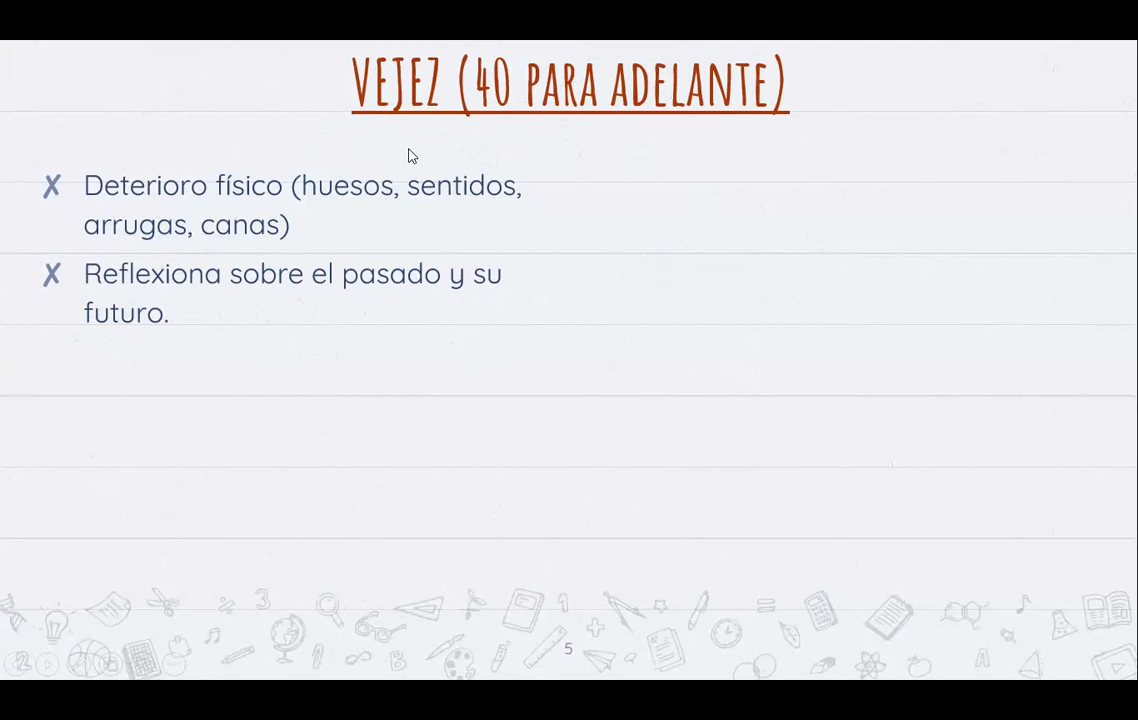 VEJEZ (40 PARA ADELANTE)
✗ Deterioro físico (huesos, sentidos,
arrugas, canas)
✗ Reflexiona sobre el pasado y su
futuro.
5